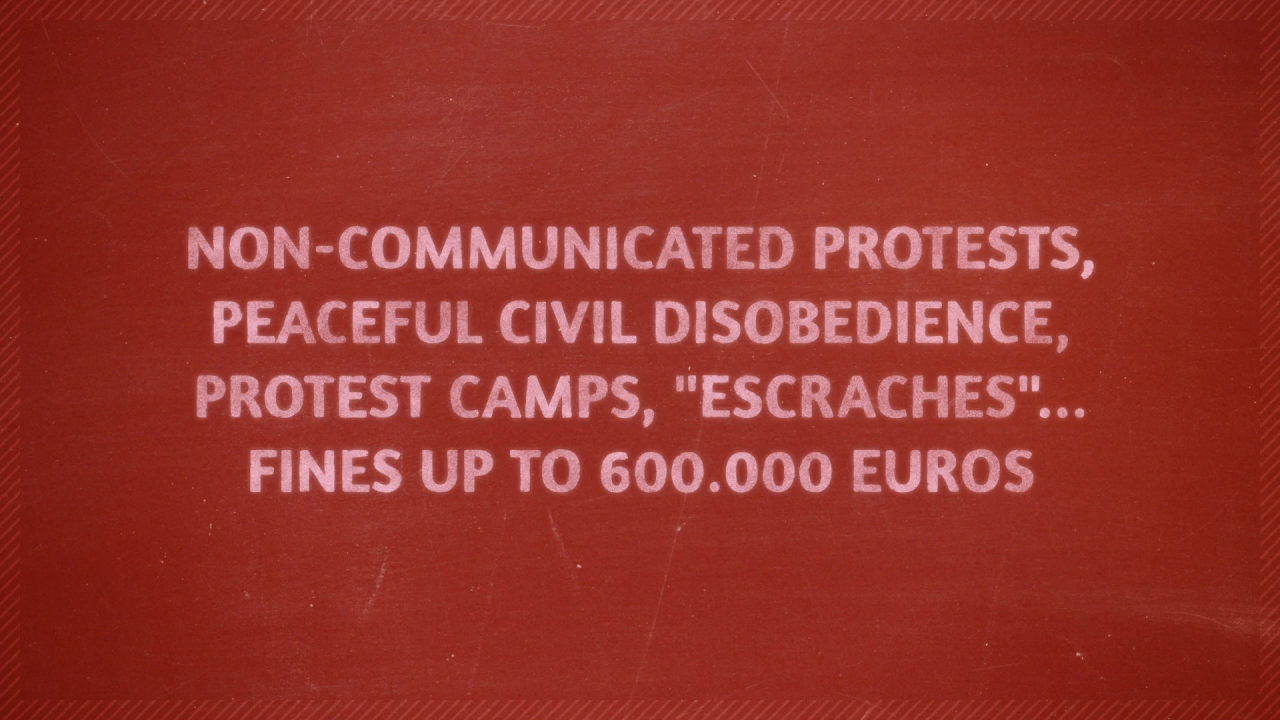 NON-COMMUNICATED PROTESTS,
PEACEFUL CIVIL DISOBEDIENCE,
PROTEST CAMPS, "ESCRACHES"...
FINES UP TO 600.000 EUROS